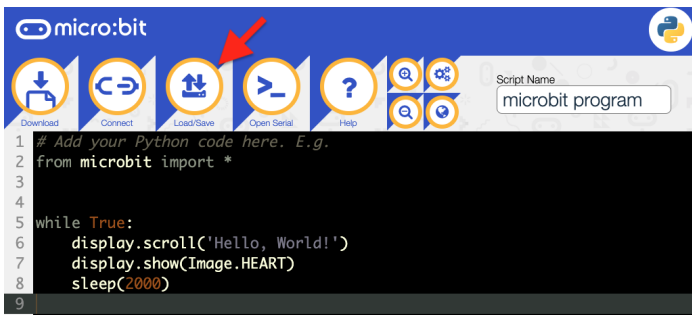 micro:bit
Download
Connect
Load/Save
>_
Open Serial
?
Help
Script Name
microbit program
1 # Add your Python code here. E.g.
2 from microbit import *
3
4
5 while True:
6     display.scroll('Hello, World!')
7     display.show(Image.HEART)
8     sleep(2000)
9